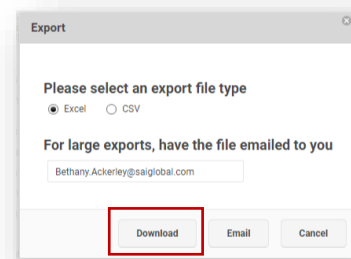 Export
Please select an export file type
Excel CSV
For large exports, have the file emailed to you
Bethany.Ackerley@saiglobal.com
Download Email Cancel